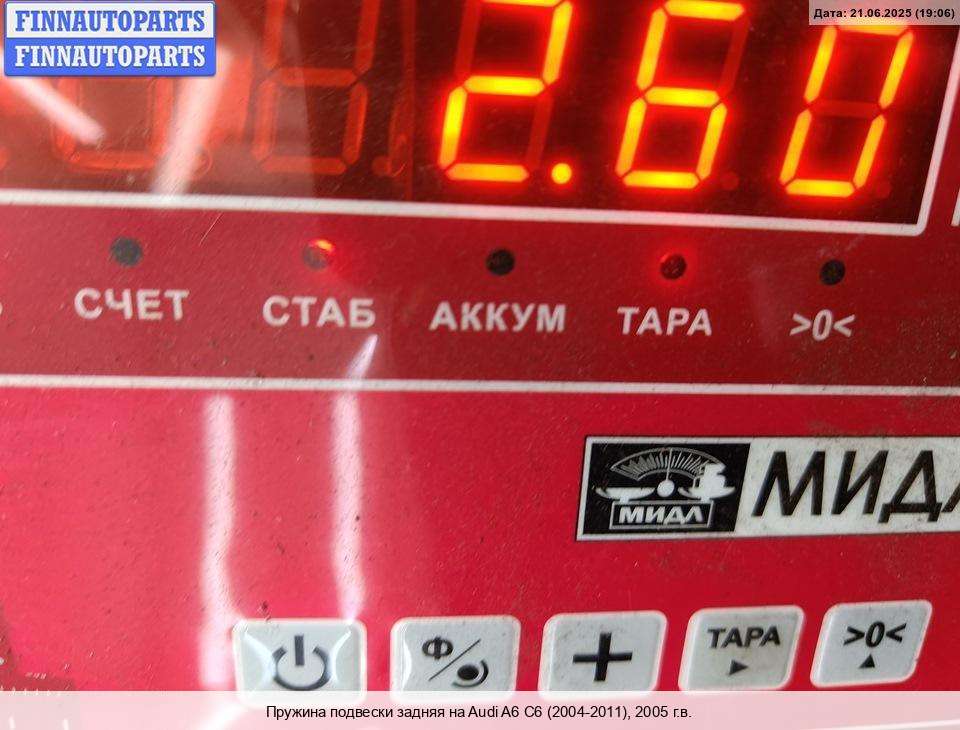 FINNAUTOPARTS
FINNAUTOPARTS
Дата: 21.06.2025 (19:06)
2.60
СЧЕТ СТАБ АККУМ ТАРА >0<
МИДЛ
Ф
ТАРА
>0<
Пружина подвески задняя на Audi A6 C6 (2004-2011), 2005 г.в.